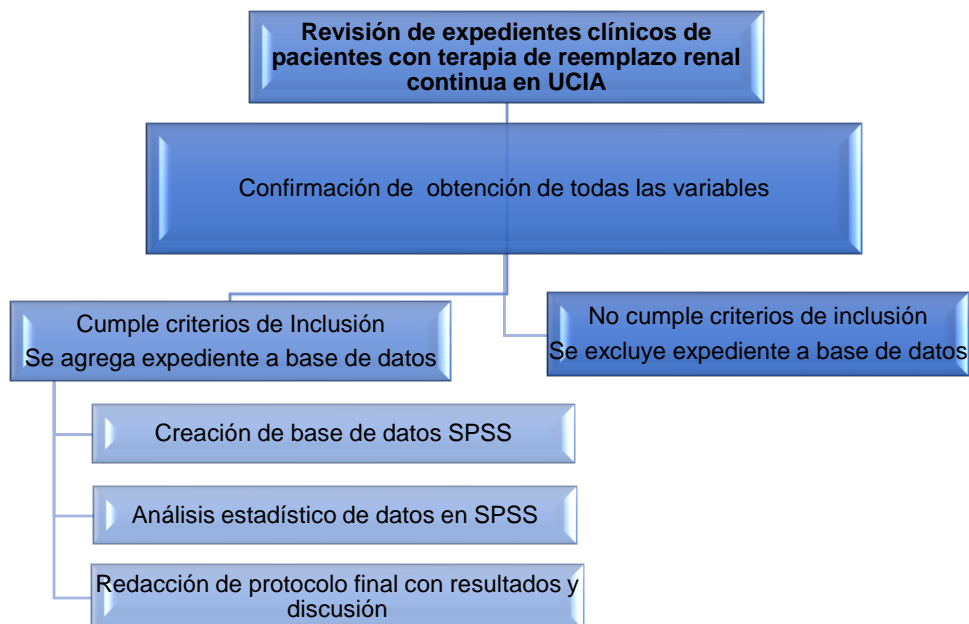 Revisión de expedientes clínicos de
pacientes con terapia de reemplazo renal
continua en UCIA
Confirmación de obtención de todas las variables
Cumple criterios de Inclusión
Se agrega expediente a base de datos
No cumple criterios de inclusión
Se excluye expediente a base de datos
Creación de base de datos SPSS
Análisis estadístico de datos en SPSS
Redacción de protocolo final con resultados y
discusión